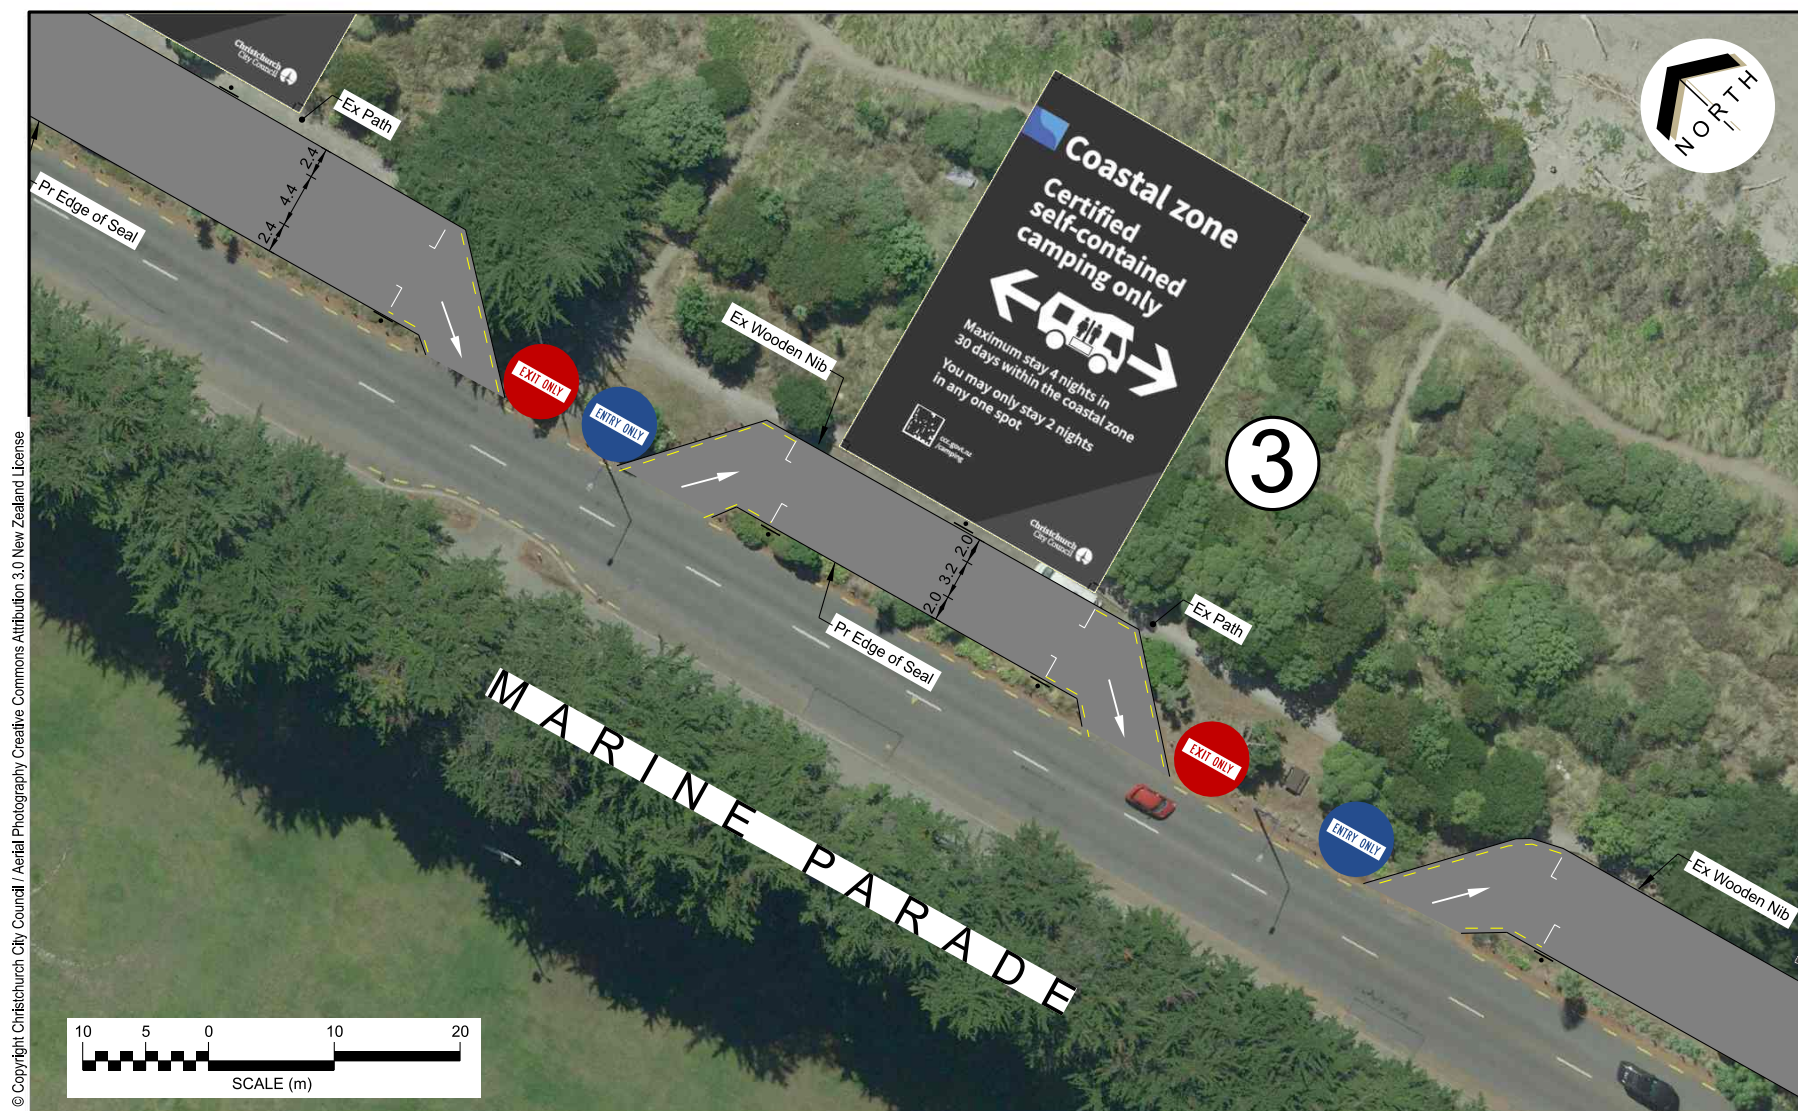 Christchurch
City Council
Ex Path
2.4
4.4
2.4
Pr Edge of Seal
NORTH
Coastal zone
Certified
self-contained
camping only
Maximum stay 4 nights in
30 days within the coastal zone
You may only stay 2 nights
in any one spot
ccc.govt.nz
/camping
Christchurch
City Council
Ex Wooden Nib
EXIT ONLY
ENTRY ONLY
3
2.0
3.2
2.0
Ex Path
Pr Edge of Seal
EXIT ONLY
ENTRY ONLY
Ex Wooden Nib
MARINE PARADE
10 5 0 10 20
SCALE (m)
© Copyright Christchurch City Council / Aerial Photography Creative Commons Attribution 3.0 New Zealand License